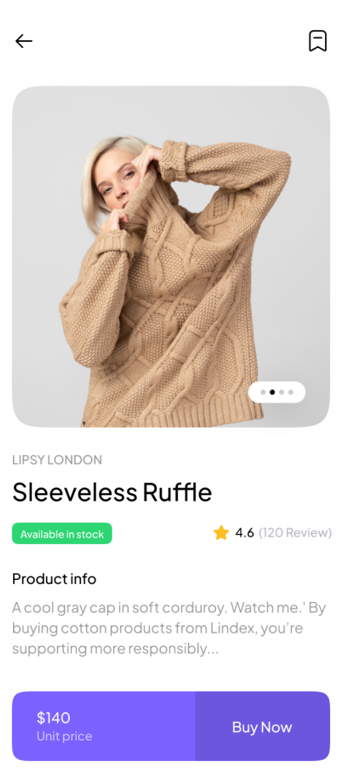 LIPSY LONDON
Sleeveless Ruffle
Available in stock
4.6 (120 Review)
Product info
A cool gray cap in soft corduroy. Watch me.' By
buying cotton products from Lindex, you're
supporting more responsibly...
$140
Unit price
Buy Now